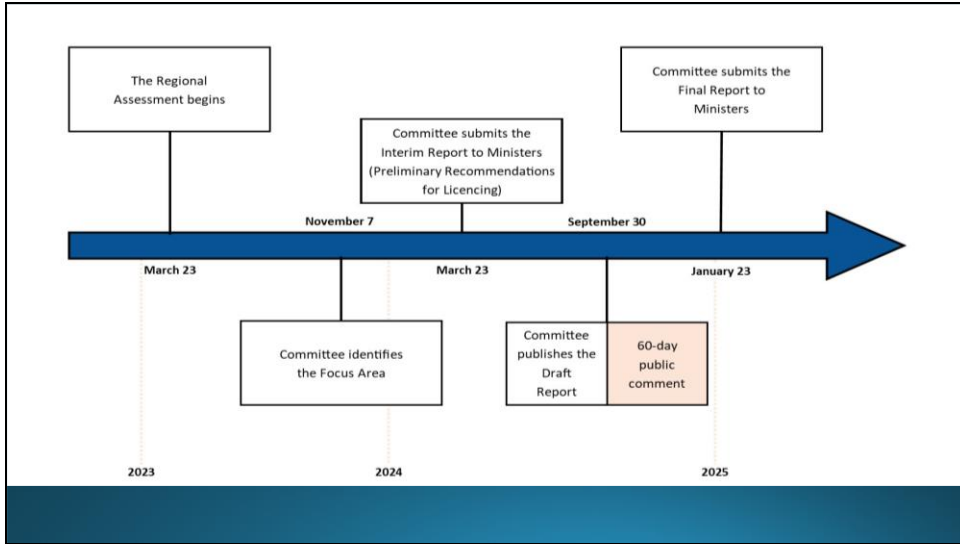 The Regional
Assessment begins
Committee submits the
Final Report to
Ministers
Committee submits the
Interim Report to Ministers
(Preliminary Recommendations
for Licencing)
November 7
September 30
March 23
March 23
January 23
Committee identifies
the Focus Area
Committee
publishes the
Draft
Report
60-day
public
comment
2023
2024
2025